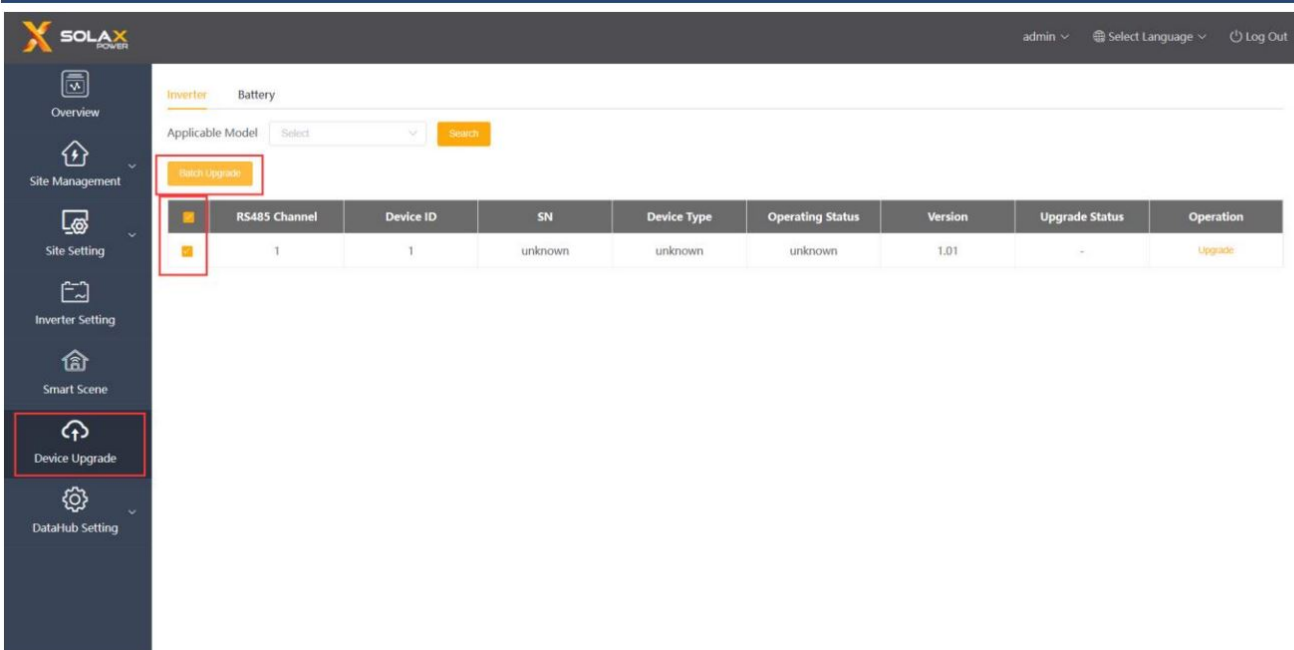 SOLAX POWER
admin Select Language Log Out
Overview
Site Management
Site Setting
Inverter Setting
Smart Scene
Device Upgrade
DataHub Setting
Inverter Battery
Applicable Model Select Search
Batch Upgrade
RS485 Channel Device ID SN Device Type Operating Status Version Upgrade Status Operation
1 1 unknown unknown unknown 1.01 - Upgrade